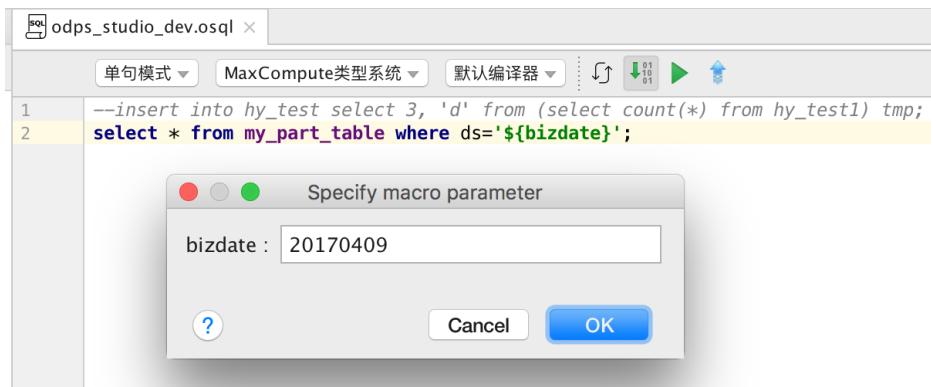 SQL odps_studio_dev.osql ×
单句模式 MaxCompute类型系统 默认编译器
1 --insert into hy_test select 3, 'd' from (select count(*) from hy_test1) tmp;
2 select * from my_part_table where ds='${bizdate}';
Specify macro parameter
bizdate : 20170409
? Cancel OK